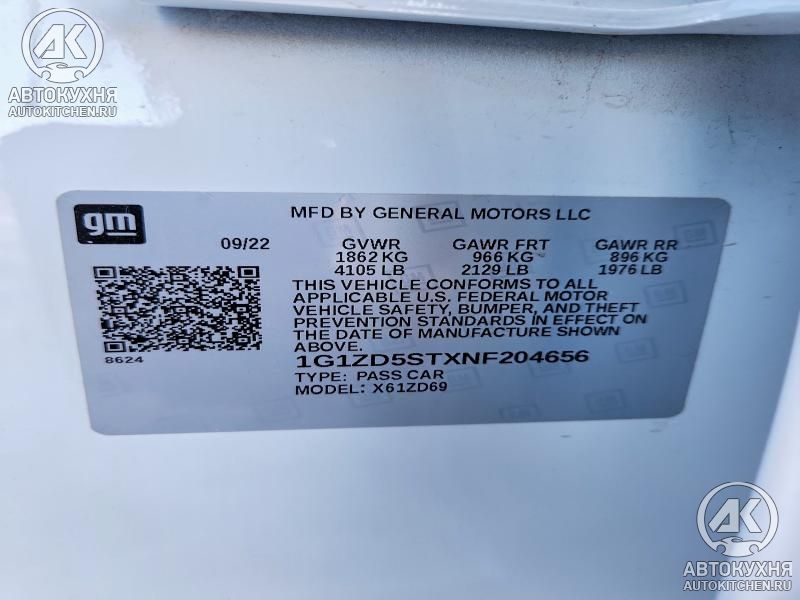 AK
АВТОКУХНЯ
AUTOKITCHEN.RU
gm
MFD BY GENERAL MOTORS LLC
09/22 GVWR GAWR FRT GAWR RR
1862 KG 966 KG 896 KG
4105 LB 2129 LB 1976 LB
THIS VEHICLE CONFORMS TO ALL
APPLICABLE U.S. FEDERAL MOTOR
VEHICLE SAFETY, BUMPER, AND THEFT
PREVENTION STANDARDS IN EFFECT ON
THE DATE OF MANUFACTURE SHOWN
ABOVE.
8624
1G1ZD5STXNF204656
TYPE: PASS CAR
MODEL: X61ZD69
AK
АВТОКУХНЯ
AUTOKITCHEN.RU